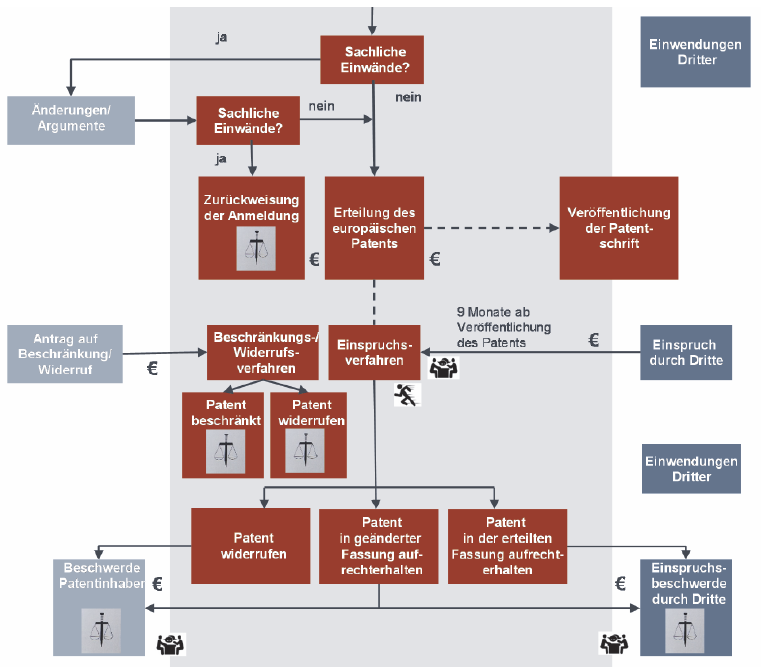 ja
Sachliche
Einwände?
Einwendungen
Dritter
Änderungen/
Argumente
Sachliche
Einwände?
nein
nein
ja
Zurückweisung
der Anmeldung
€
Erteilung des
europäischen
Patents
€
Veröffentlichung
der Patent-
schrift
Antrag auf
Beschränkung/
Widerruf
€
Beschränkungs-/
Widerrufs-
verfahren
Einspruchs-
verfahren
9 Monate ab
Veröffentlichung
des Patents
€
Einspruch
durch Dritte
Patent
beschränkt
Patent
widerrufen
Einwendungen
Dritter
Patent
widerrufen
Patent
in geänderter
Fassung auf-
rechterhalten
Patent
in der erteilten
Fassung aufrecht-
erhalten
Beschwerde
Patentinhaber
€
€
Einspruchs-
beschwerde
durch Dritte